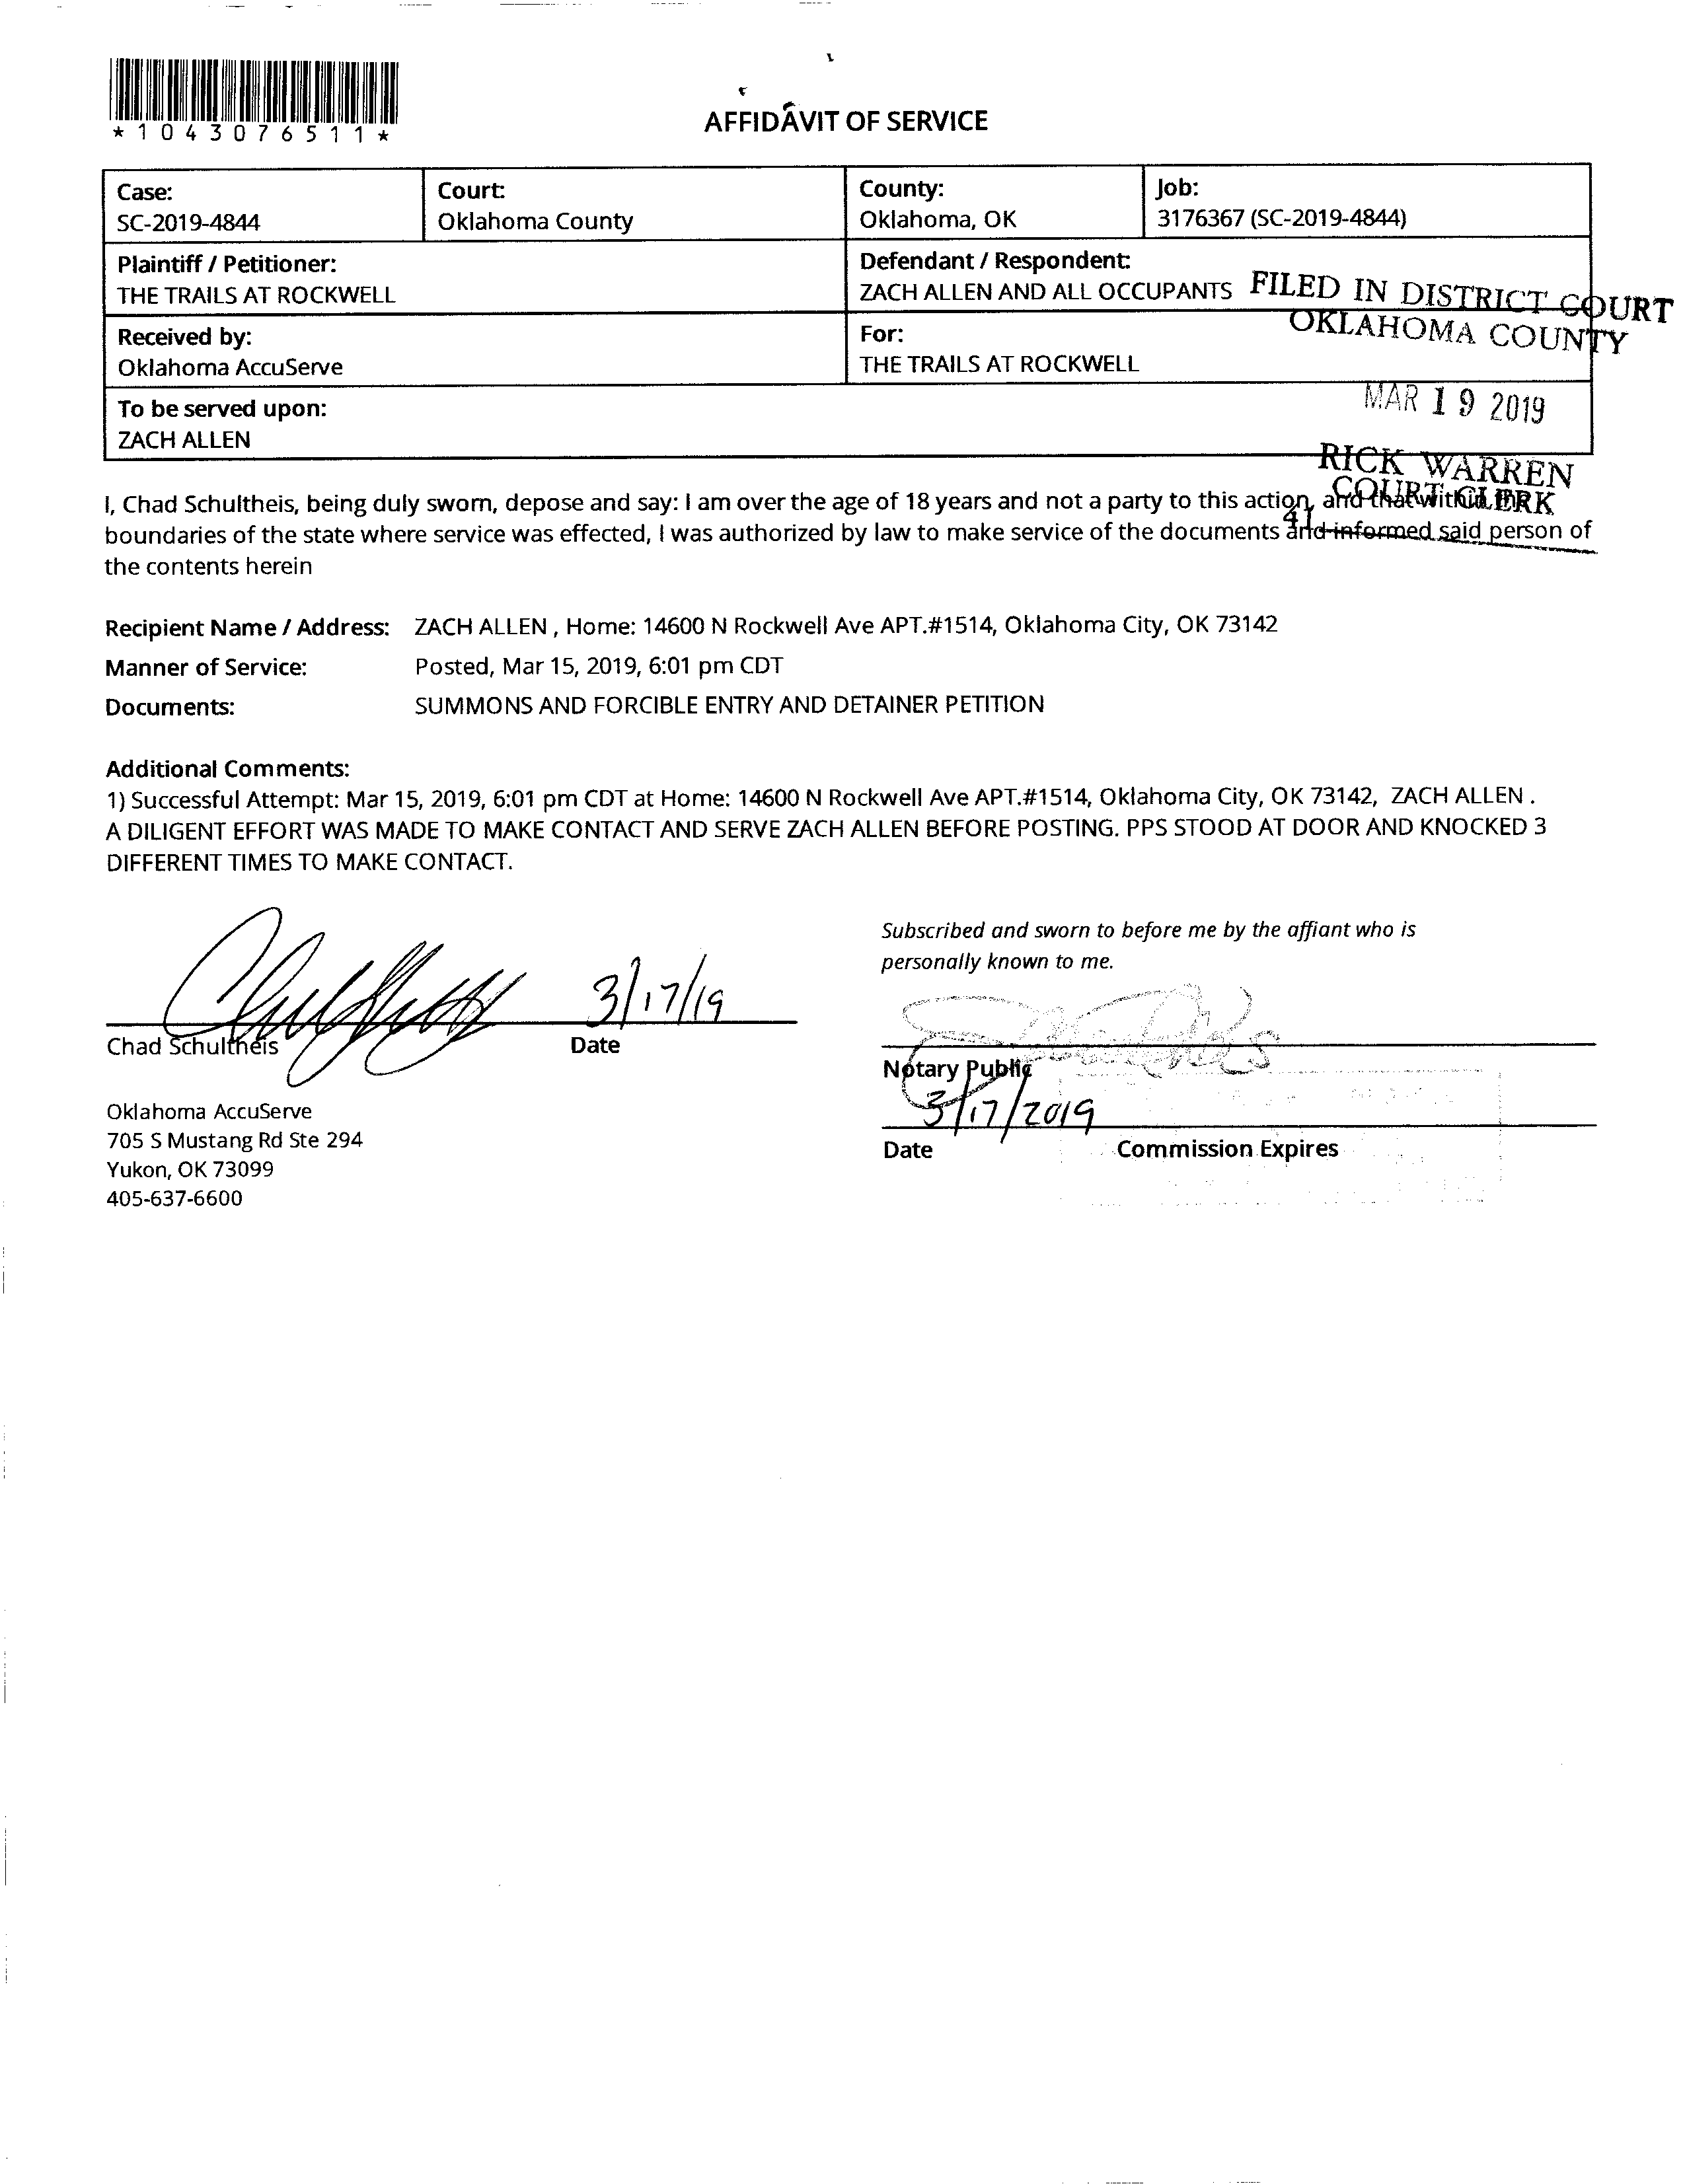 *1043076511*
AFFIDAVIT OF SERVICE
Case:
SC-2019-4844
Court:
Oklahoma County
County:
Oklahoma, OK
Job:
3176367 (SC-2019-4844)
Plaintiff / Petitioner:
THE TRAILS AT ROCKWELL
Defendant / Respondent:
ZACH ALLEN AND ALL OCCUPANTS
FILED IN DISTRICT COURT
OKLAHOMA COUNTY
Received by:
Oklahoma AccuServe
For:
THE TRAILS AT ROCKWELL
To be served upon:
ZACH ALLEN
MAR 19 2019
RICK WARREN
COURT CLERK
41
I, Chad Schultheis, being duly sworn, depose and say: I am over the age of 18 years and not a party to this action, and that within the
boundaries of the state where service was effected, I was authorized by law to make service of the documents and informed said person of
the contents herein
Recipient Name / Address: ZACH ALLEN , Home: 14600 N Rockwell Ave APT.#1514, Oklahoma City, OK 73142
Manner of Service: Posted, Mar 15, 2019, 6:01 pm CDT
Documents: SUMMONS AND FORCIBLE ENTRY AND DETAINER PETITION
Additional Comments:
1) Successful Attempt: Mar 15, 2019, 6:01 pm CDT at Home: 14600 N Rockwell Ave APT.#1514, Oklahoma City, OK 73142, ZACH ALLEN .
A DILIGENT EFFORT WAS MADE TO MAKE CONTACT AND SERVE ZACH ALLEN BEFORE POSTING. PPS STOOD AT DOOR AND KNOCKED 3
DIFFERENT TIMES TO MAKE CONTACT.
3/17/19
Chad Schultheis Date
Oklahoma AccuServe
705 S Mustang Rd Ste 294
Yukon, OK 73099
405-637-6600
Subscribed and sworn to before me by the affiant who is
personally known to me.
Notary Public
3/17/2019
Date Commission Expires